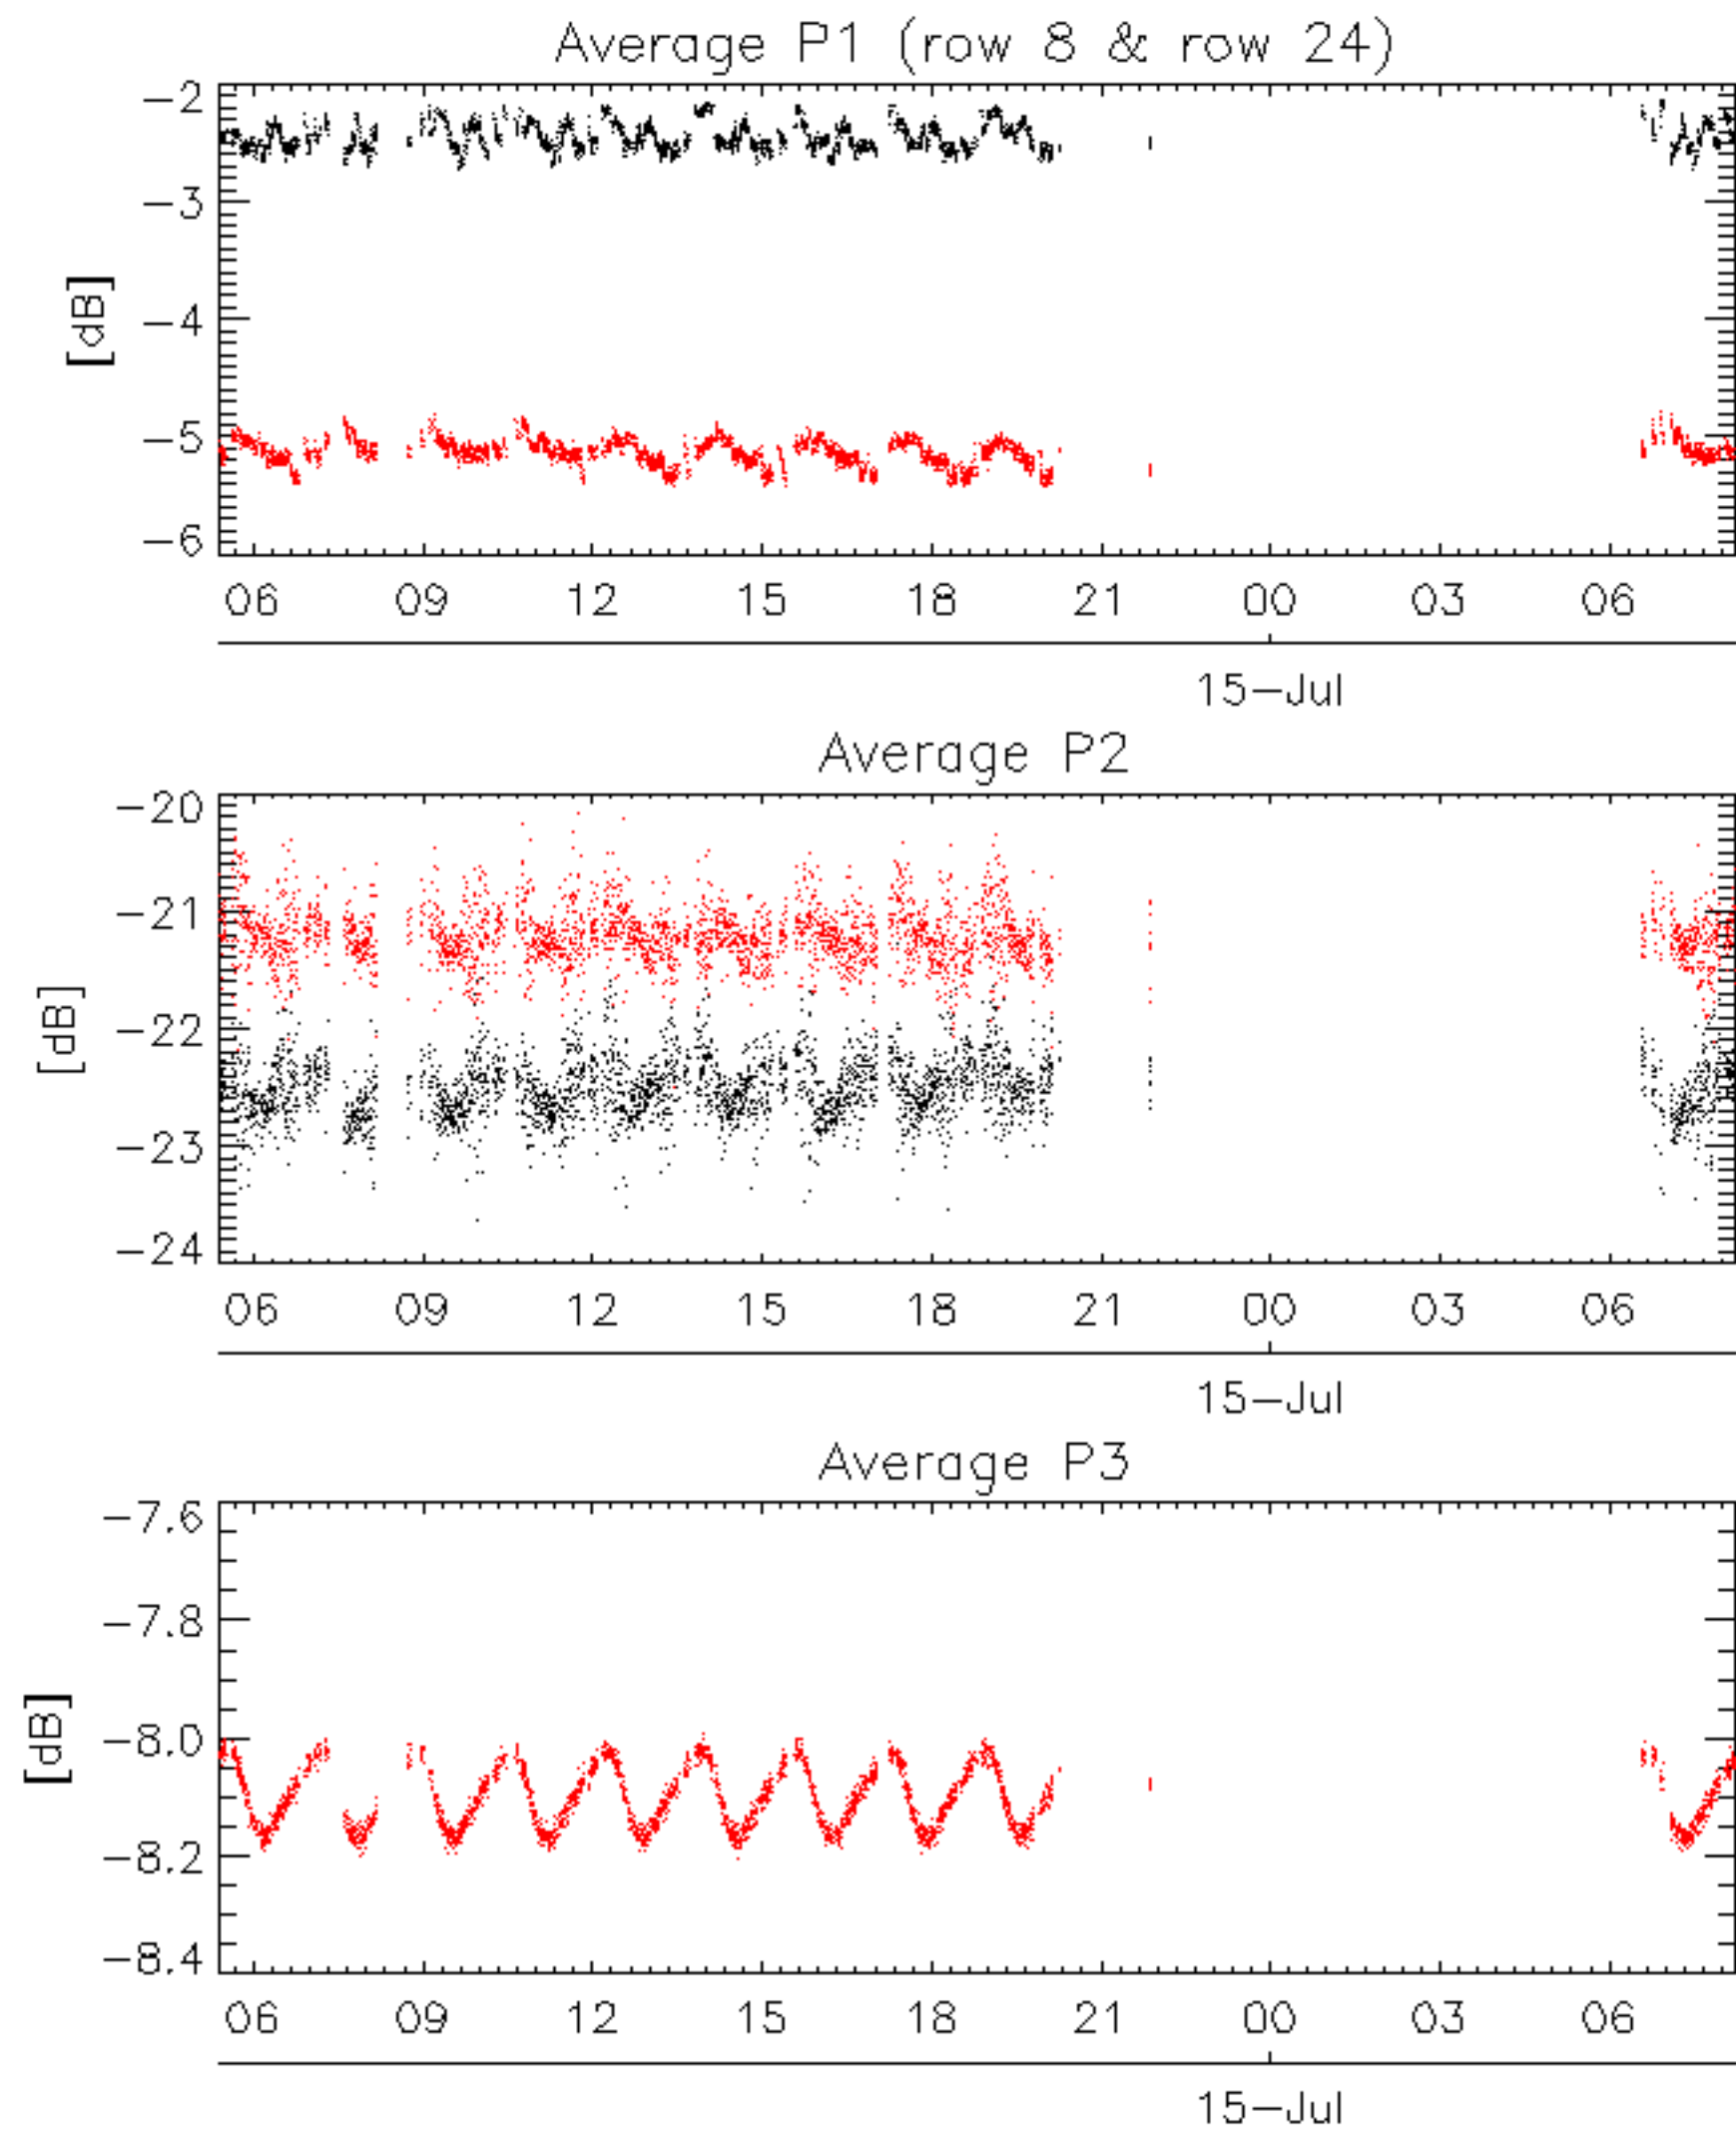 Average P1 (row 8 & row 24)
−2
−3
−4
−5
−6
[dB]
06 09 12 15 18 21 00 03 06
15−Jul
Average P2
−20
−21
−22
−23
−24
[dB]
06 09 12 15 18 21 00 03 06
15−Jul
Average P3
−7.6
−7.8
−8.0
−8.2
−8.4
[dB]
06 09 12 15 18 21 00 03 06
15−Jul